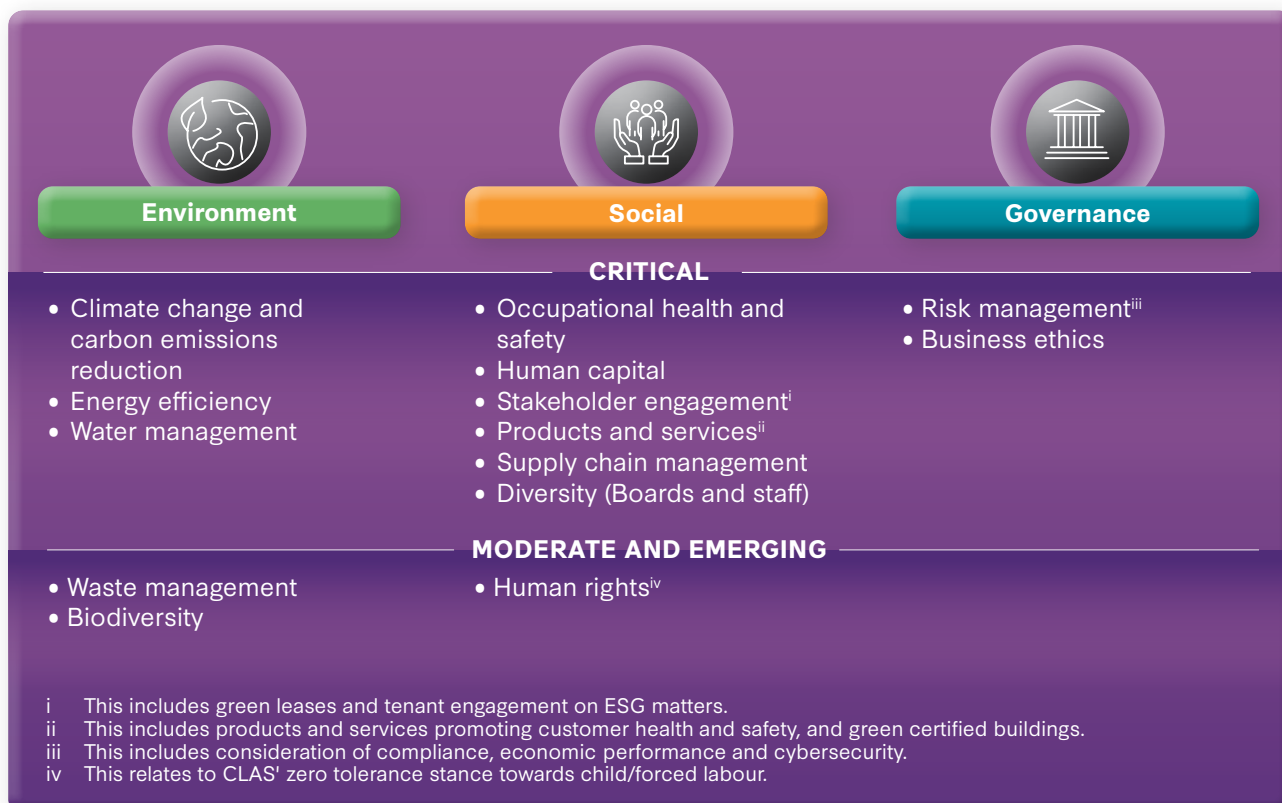 Environment
Social
Governance
CRITICAL
• Climate change and
carbon emissions
reduction
• Energy efficiency
• Water management
• Occupational health and
safety
• Human capital
• Stakeholder engagementⁱ
• Products and servicesⁱⁱ
• Supply chain management
• Diversity (Boards and staff)
• Risk managementⁱⁱⁱ
• Business ethics
MODERATE AND EMERGING
• Waste management
• Biodiversity
• Human rightsⁱᵛ
i This includes green leases and tenant engagement on ESG matters.
ii This includes products and services promoting customer health and safety, and green certified buildings.
iii This includes consideration of compliance, economic performance and cybersecurity.
iv This relates to CLAS' zero tolerance stance towards child/forced labour.